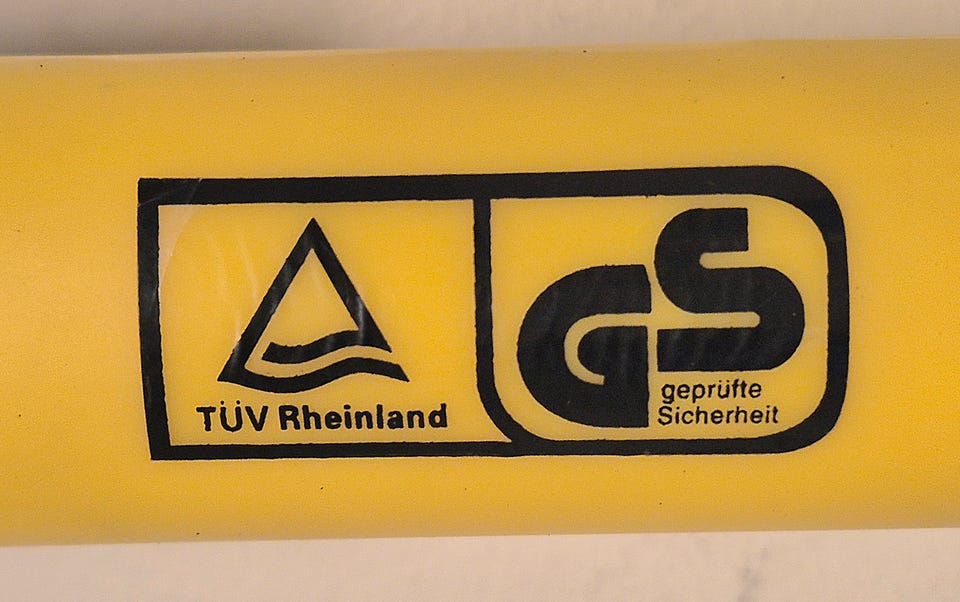 TÜV Rheinland
GS
geprüfte
Sicherheit